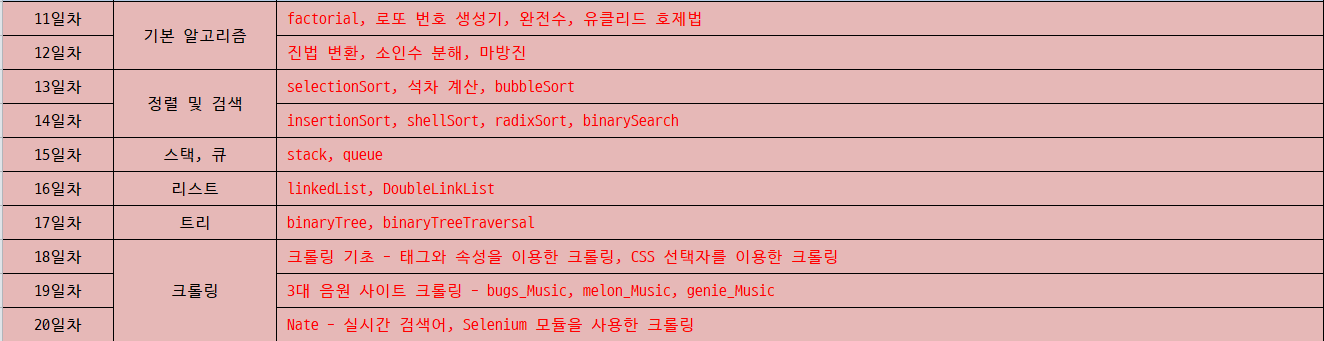 11일차 기본 알고리즘 factorial, 로또 번호 생성기, 완전수, 유클리드 호제법
12일차 진법 변환, 소인수 분해, 마방진
13일차 정렬 및 검색 selectionSort, 석차 계산, bubbleSort
14일차 insertionSort, shellSort, radixSort, binarySearch
15일차 스택, 큐 stack, queue
16일차 리스트 linkedList, DoubleLinkList
17일차 트리 binaryTree, binaryTreeTraversal
18일차 크롤링 크롤링 기초 - 태그와 속성을 이용한 크롤링, CSS 선택자를 이용한 크롤링
19일차 3대 음원 사이트 크롤링 - bugs_Music, melon_Music, genie_Music
20일차 Nate - 실시간 검색어, Selenium 모듈을 사용한 크롤링